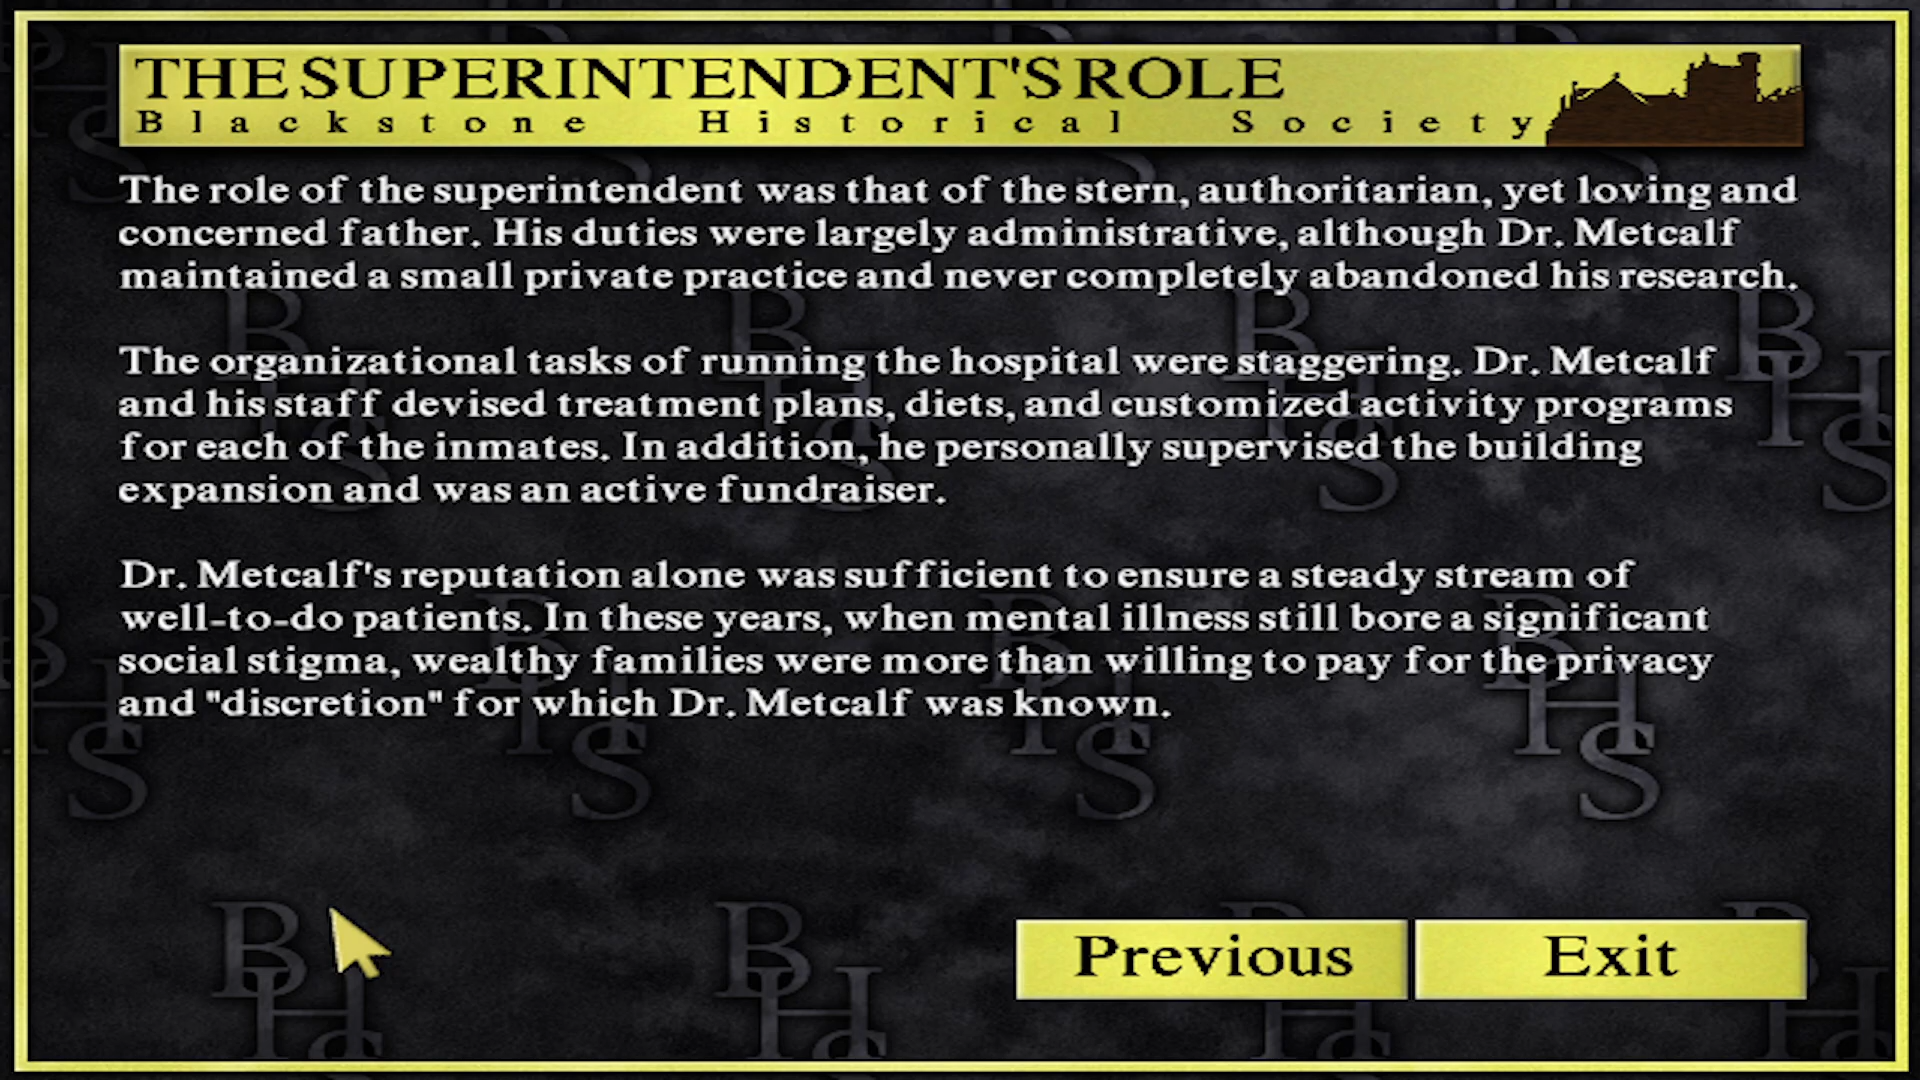 THE SUPERINTENDENT'S ROLE
Blackstone Historical Society
The role of the superintendent was that of the stern, authoritarian, yet loving and
concerned father. His duties were largely administrative, although Dr. Metcalf
maintained a small private practice and never completely abandoned his research.
The organizational tasks of running the hospital were staggering. Dr. Metcalf
and his staff devised treatment plans, diets, and customized activity programs
for each of the inmates. In addition, he personally supervised the building
expansion and was an active fundraiser.
Dr. Metcalf's reputation alone was sufficient to ensure a steady stream of
well-to-do patients. In these years, when mental illness still bore a significant
social stigma, wealthy families were more than willing to pay for the privacy
and "discretion" for which Dr. Metcalf was known.
Previous Exit